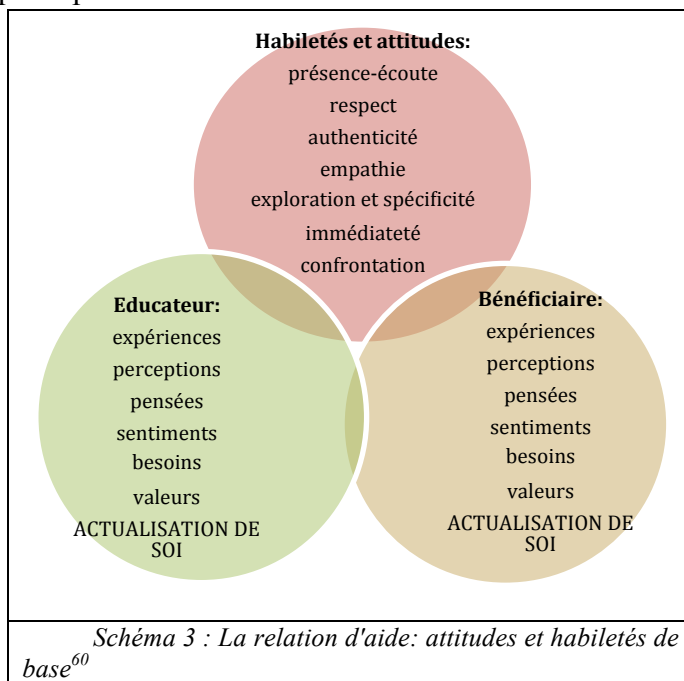 Habiletés et attitudes:
présence-écoute
respect
authenticité
empathie
exploration et spécificité
immédiateté
confrontation
Educateur:
expériences
perceptions
pensées
sentiments
besoins
valeurs
ACTUALISATION DE
SOI
Bénéficiaire:
expériences
perceptions
pensées
sentiments
besoins
valeurs
ACTUALISATION DE
SOI
Schéma 3 : La relation d'aide: attitudes et habiletés de
base60